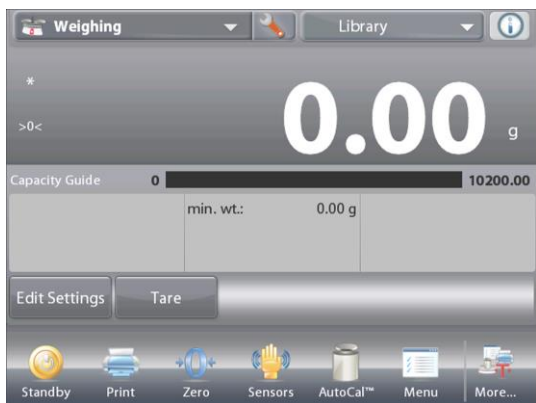 Weighing Library
*
>0<
0.00 g
Capacity Guide 0 10200.00
min. wt.: 0.00 g
Edit Settings Tare
Standby Print Zero Sensors AutoCal™ Menu More...